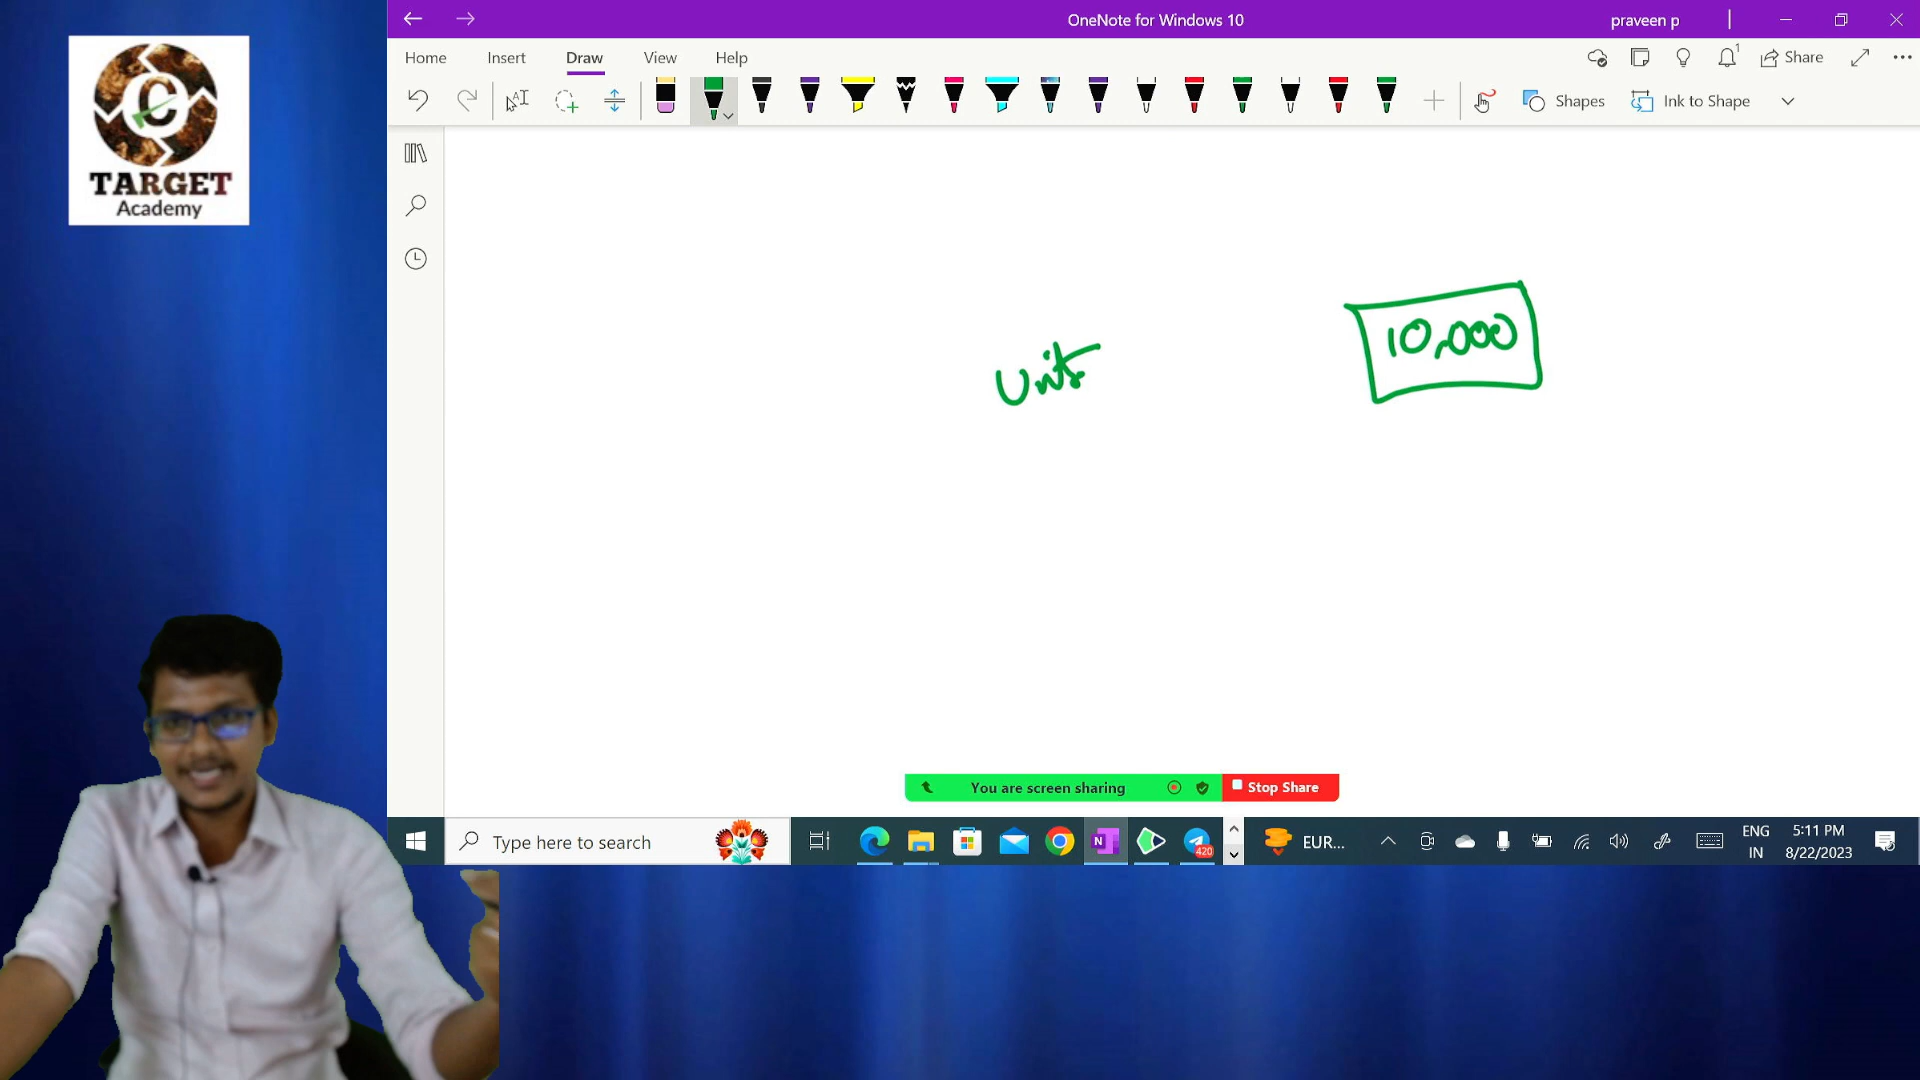 TARGET
Academy
OneNote for Windows 10
praveen p
Home Insert Draw View Help
1
Share
Shapes
Ink to Shape
10,000
Units
You are screen sharing
Stop Share
Type here to search
420
EUR...
ENG
IN
5:11 PM
8/22/2023